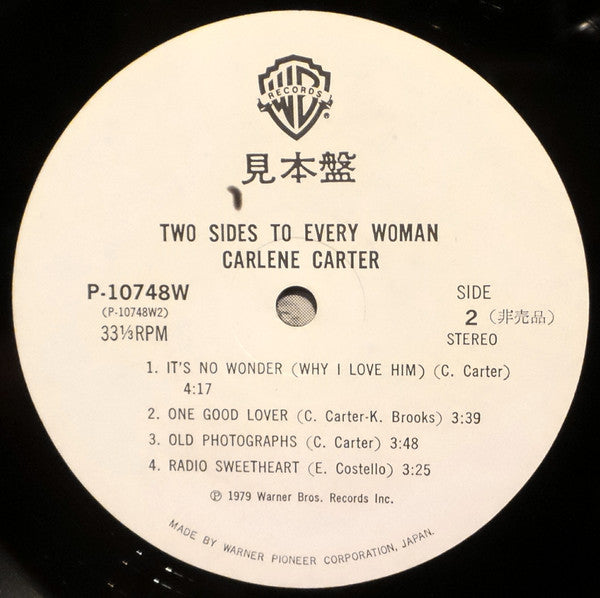 WB
RECORDS
®
見本盤
TWO SIDES TO EVERY WOMAN
CARLENE CARTER
P-10748W
(P-10748W2)
33⅓RPM
SIDE
2 (非売品)
STEREO
1. IT'S NO WONDER (WHY I LOVE HIM) (C. Carter)
4:17
2. ONE GOOD LOVER (C. Carter-K. Brooks) 3:39
3. OLD PHOTOGRAPHS (C. Carter) 3:48
4. RADIO SWEETHEART (E. Costello) 3:25
℗ 1979 Warner Bros. Records Inc.
MADE BY WARNER PIONEER CORPORATION, JAPAN.